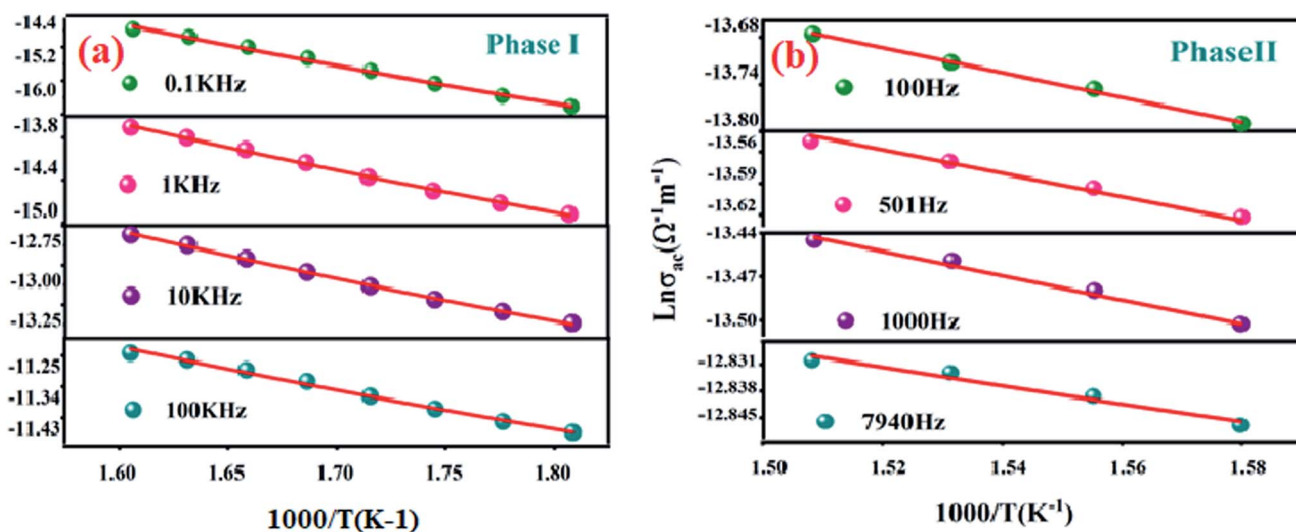 (a)
Phase I
-14.4
-15.2
-16.0
0.1KHz
-13.8
-14.4
-15.0
1KHz
-12.75
-13.00
-13.25
10KHz
-11.25
-11.34
-11.43
100KHz
1.60 1.65 1.70 1.75 1.80
1000/T(K-1)
(b)
PhaseII
Lnσac(Ω⁻¹m⁻¹)
-13.68
-13.74
-13.80
100Hz
-13.56
-13.59
-13.62
501Hz
-13.44
-13.47
-13.50
1000Hz
-12.831
-12.838
-12.845
7940Hz
1.50 1.52 1.54 1.56 1.58
1000/T(K⁻¹)